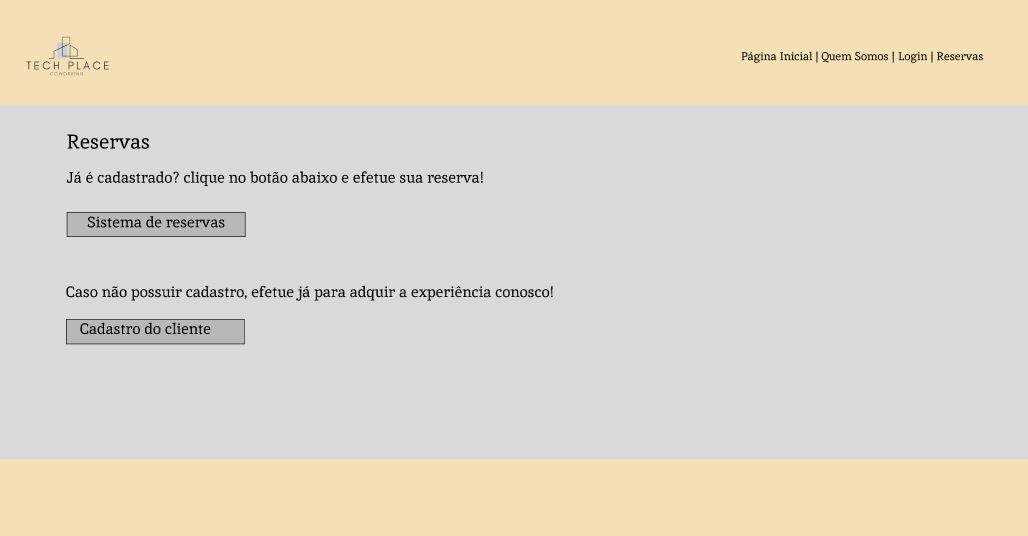 TECH PLACE
COWORKING
Página Inicial | Quem Somos | Login | Reservas
Reservas
Já é cadastrado? clique no botão abaixo e efetue sua reserva!
Sistema de reservas
Caso não possuir cadastro, efetue já para adquir a experiência conosco!
Cadastro do cliente